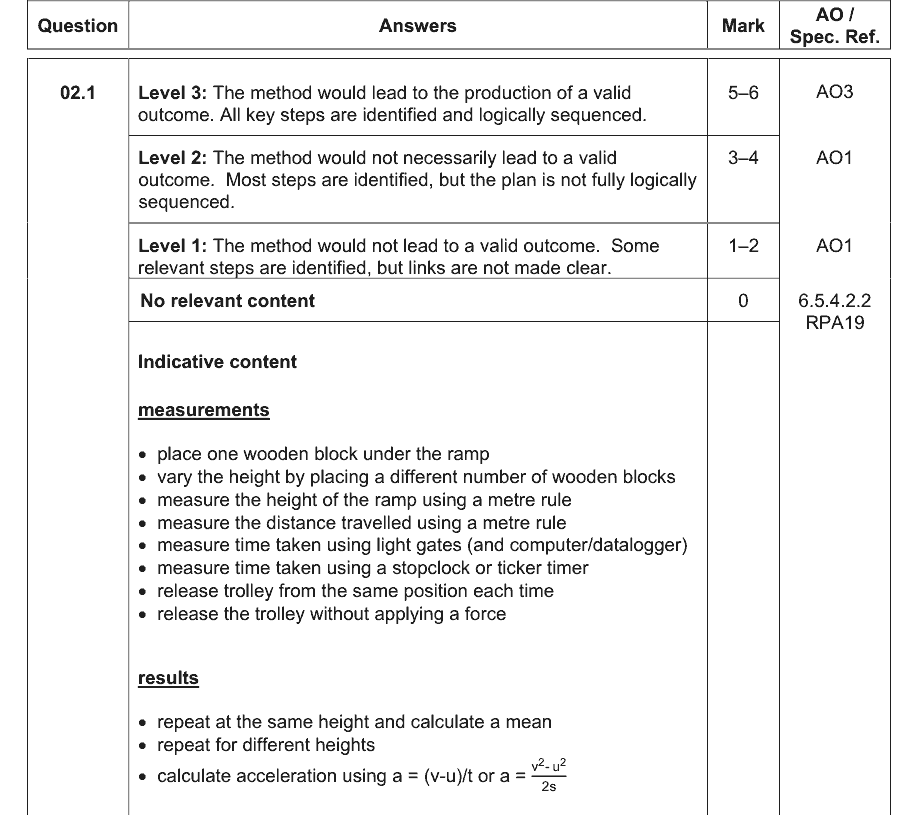 Question Answers Mark AO /
Spec. Ref.
02.1 Level 3: The method would lead to the production of a valid 5–6 AO3
outcome. All key steps are identified and logically sequenced.
Level 2: The method would not necessarily lead to a valid 3–4 AO1
outcome.  Most steps are identified, but the plan is not fully logically
sequenced.
Level 1: The method would not lead to a valid outcome.  Some 1–2 AO1
relevant steps are identified, but links are not made clear.
No relevant content 0 6.5.4.2.2
RPA19
Indicative content
measurements
• place one wooden block under the ramp
• vary the height by placing a different number of wooden blocks
• measure the height of the ramp using a metre rule
• measure the distance travelled using a metre rule
• measure time taken using light gates (and computer/datalogger)
• measure time taken using a stopclock or ticker timer
• release trolley from the same position each time
• release the trolley without applying a force
results
• repeat at the same height and calculate a mean
• repeat for different heights
• calculate acceleration using a = (v-u)/t or a = v²- u²
2s